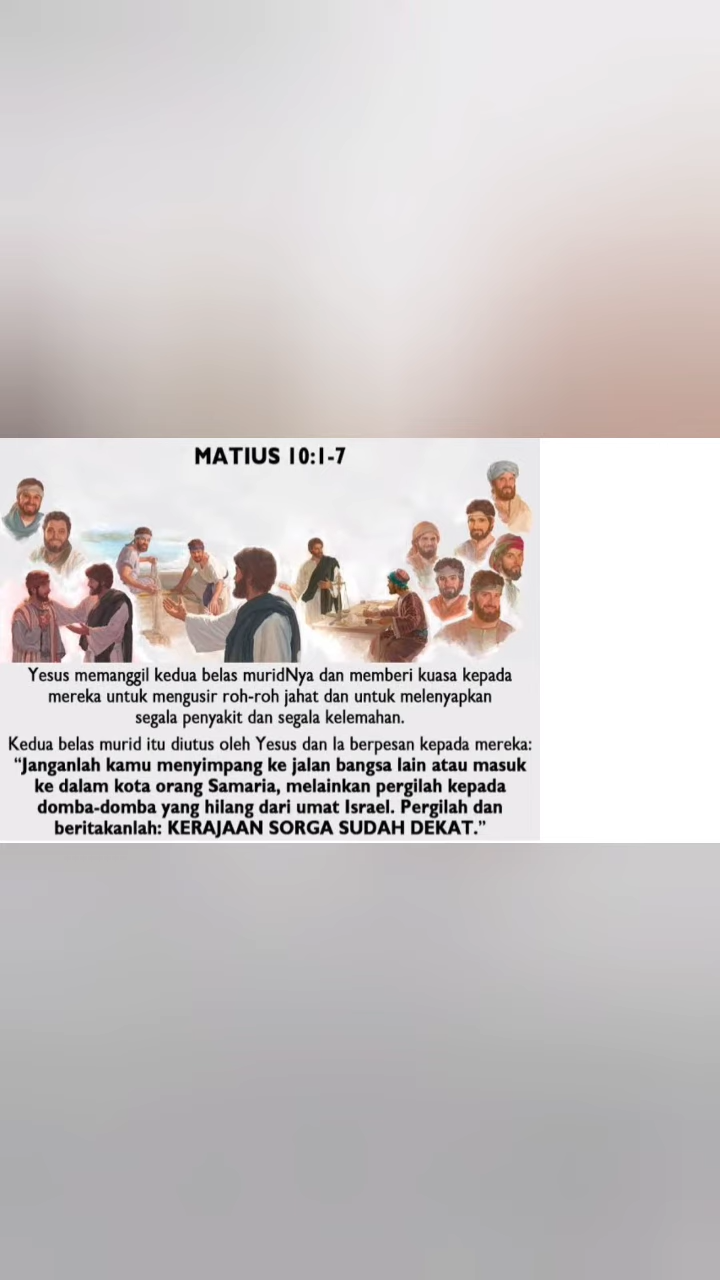 MATIUS 10:1-7
Yesus memanggil kedua belas muridNya dan memberi kuasa kepada
mereka untuk mengusir roh-roh jahat dan untuk melenyapkan
segala penyakit dan segala kelemahan.
Kedua belas murid itu diutus oleh Yesus dan Ia berpesan kepada mereka:
“Janganlah kamu menyimpang ke jalan bangsa lain atau masuk
ke dalam kota orang Samaria, melainkan pergilah kepada
domba-domba yang hilang dari umat Israel. Pergilah dan
beritakanlah: KERAJAAN SORGA SUDAH DEKAT.”